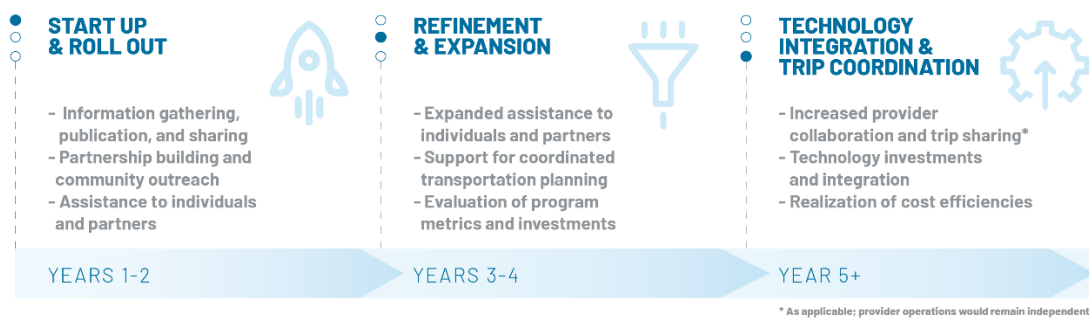 START UP
& ROLL OUT
- Information gathering,
publication, and sharing
- Partnership building and
community outreach
- Assistance to individuals
and partners
YEARS 1-2
REFINEMENT
& EXPANSION
- Expanded assistance to
individuals and partners
- Support for coordinated
transportation planning
- Evaluation of program
metrics and investments
YEARS 3-4
TECHNOLOGY
INTEGRATION &
TRIP COORDINATION
- Increased provider
collaboration and trip sharing*
- Technology investments
and integration
- Realization of cost efficiencies
YEAR 5+
* As applicable; provider operations would remain independent